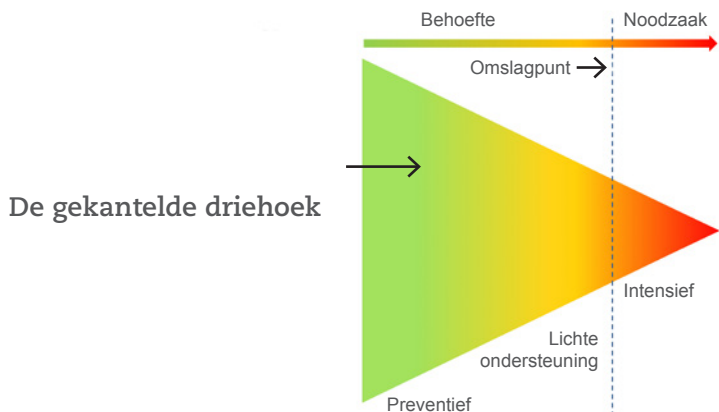 Behoefte
Noodzaak
Omslagpunt
De gekantelde driehoek
Intensief
Lichte
ondersteuning
Preventief